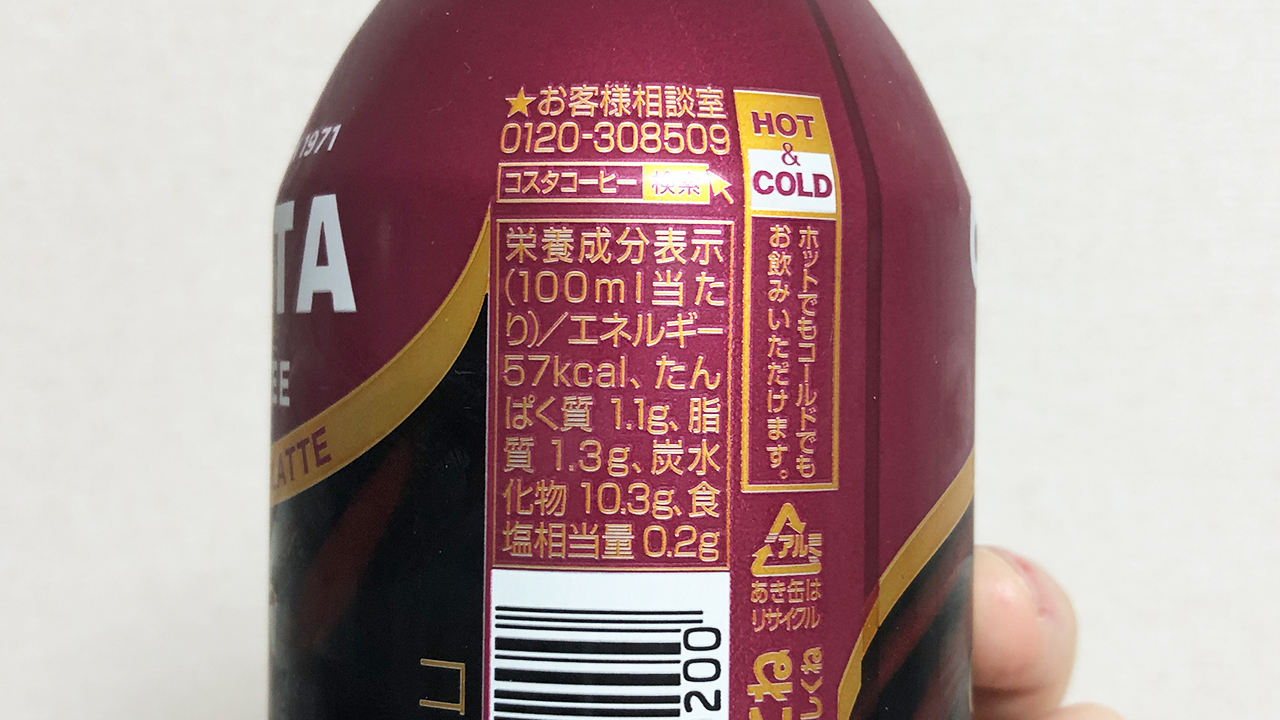 1971
TA
EE
LATTE
★お客様相談室
0120-308509
コスタコーヒー 検索
栄養成分表示
(100ml当た
り)/エネルギー
57kcal、たん
ぱく質 1.1g、脂
質 1.3g、炭水
化物 10.3g、食
塩相当量 0.2g
200
HOT
&
COLD
ホットでもコールドでも
お飲みいただけます。
アルミ
あき缶は
リサイクル